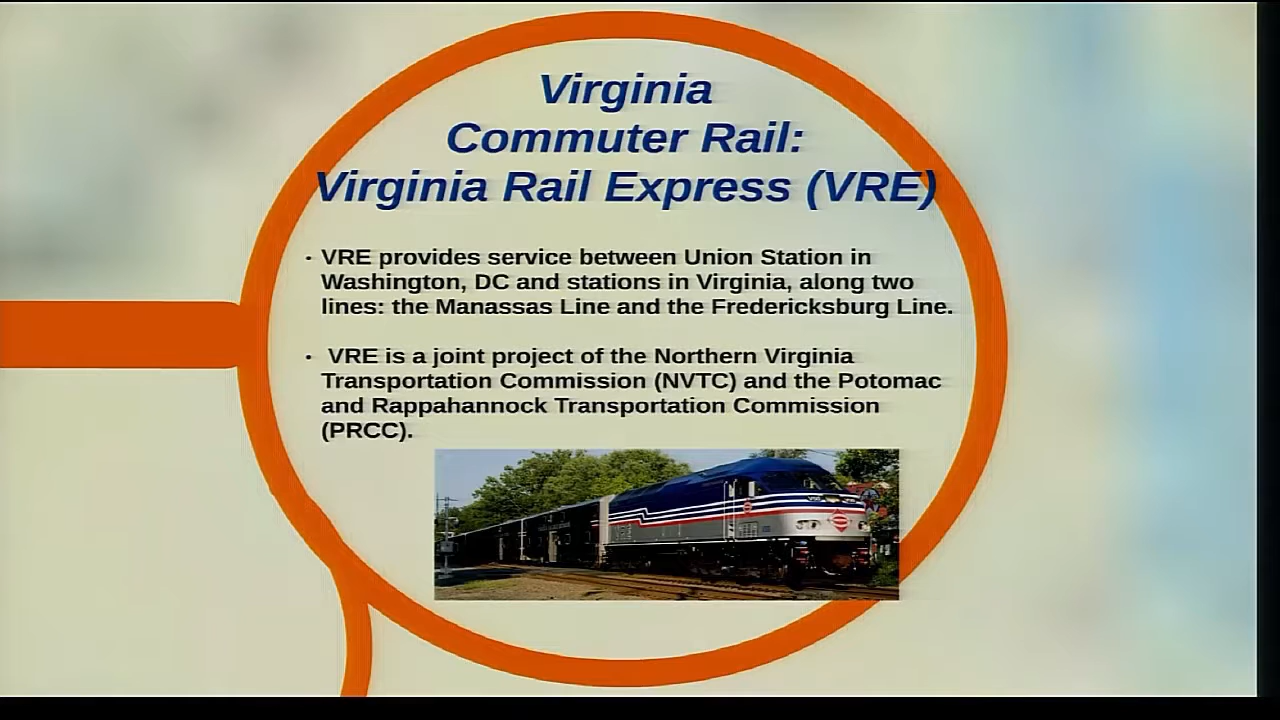 Virginia
Commuter Rail:
Virginia Rail Express (VRE)
• VRE provides service between Union Station in
Washington, DC and stations in Virginia, along two
lines: the Manassas Line and the Fredericksburg Line.
• VRE is a joint project of the Northern Virginia
Transportation Commission (NVTC) and the Potomac
and Rappahannock Transportation Commission
(PRCC).